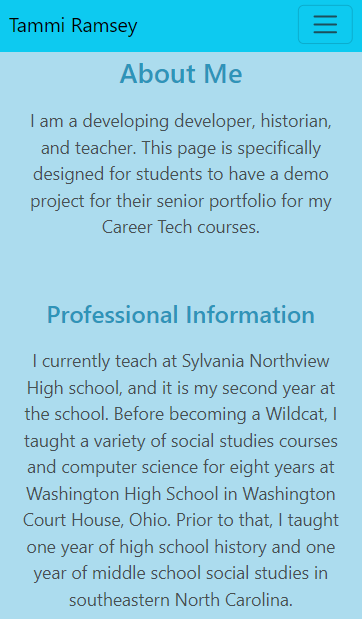 Tammi Ramsey
About Me
I am a developing developer, historian,
and teacher. This page is specifically
designed for students to have a demo
project for their senior portfolio for my
Career Tech courses.
Professional Information
I currently teach at Sylvania Northview
High school, and it is my second year at
the school. Before becoming a Wildcat, I
taught a variety of social studies courses
and computer science for eight years at
Washington High School in Washington
Court House, Ohio. Prior to that, I taught
one year of high school history and one
year of middle school social studies in
southeastern North Carolina.